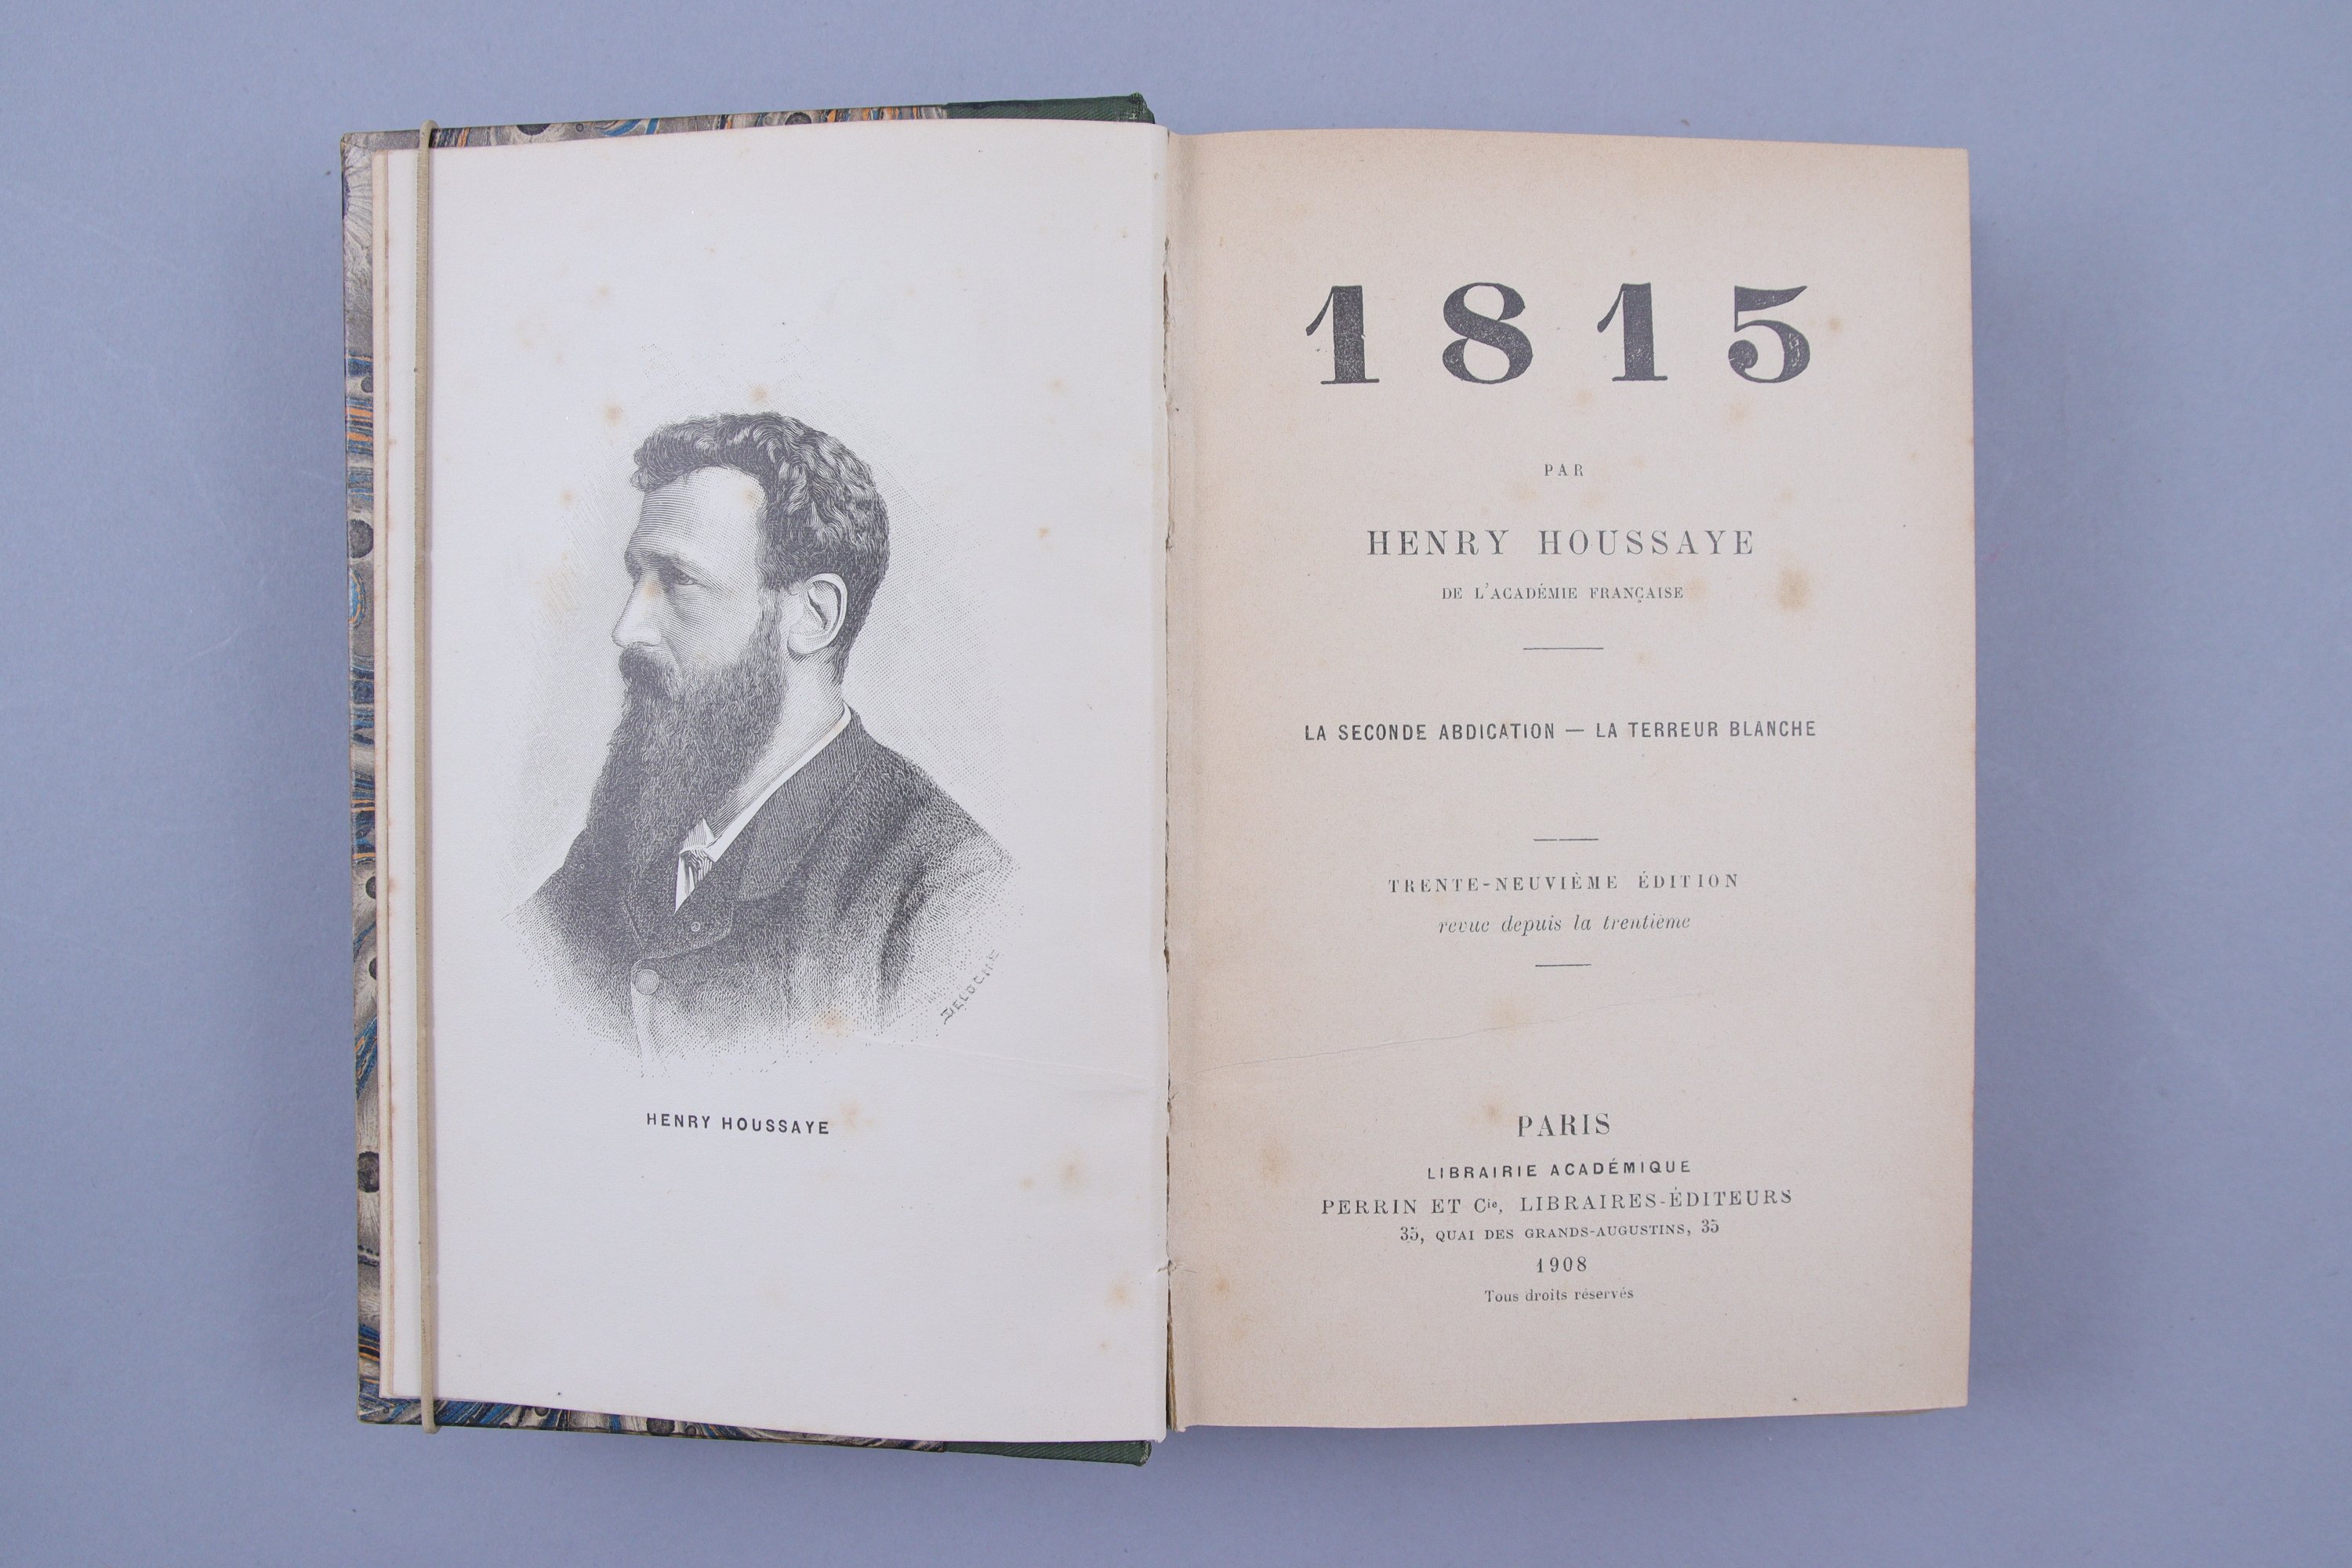 DELOCHE
HENRY HOUSSAYE
1815
PAR
HENRY HOUSSAYE
DE L'ACADÉMIE FRANÇAISE
LA SECONDE ABDICATION — LA TERREUR BLANCHE
TRENTE-NEUVIÈME ÉDITION
revue depuis la trentième
PARIS
LIBRAIRIE ACADÉMIQUE
PERRIN ET Cie, LIBRAIRES-ÉDITEURS
35, QUAI DES GRANDS-AUGUSTINS, 35
1908
Tous droits réservés